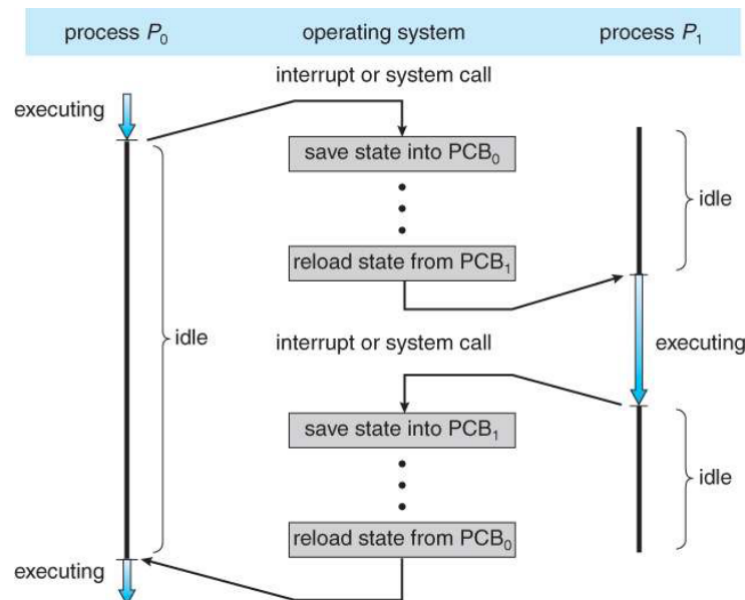 process P₀ operating system process P₁
interrupt or system call
executing
save state into PCB₀
idle
reload state from PCB₁
idle
interrupt or system call
executing
save state into PCB₁
idle
reload state from PCB₀
executing